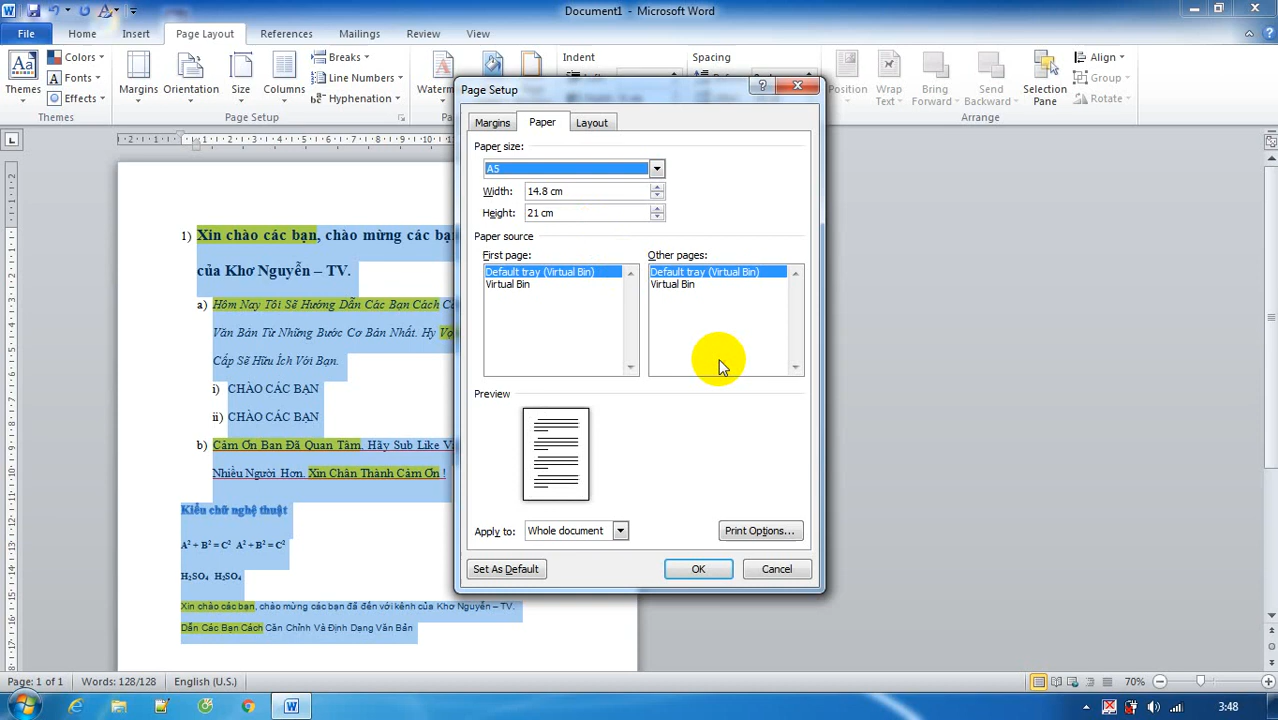 Document1 - Microsoft Word
File Home Insert Page Layout References Mailings Review View
Themes
Colors
Fonts
Effects
Themes
Margins Orientation Size Columns
Breaks
Line Numbers
Hyphenation
Page Setup
Indent Spacing
Position Wrap Text Bring Forward Send Backward Selection Pane
Align
Group
Rotate
Arrange
Page Setup
Margins Paper Layout
Paper size:
A5
Width: 14.8 cm
Height: 21 cm
Paper source
First page: Other pages:
Default tray (Virtual Bin) Default tray (Virtual Bin)
Virtual Bin Virtual Bin
Preview
Apply to: Whole document Print Options...
Set As Default OK Cancel
1) Xin chào các bạn, chào mừng các bạ
của Khơ Nguyễn – TV.
a) Hôm Nay Tôi Sẽ Hướng Dẫn Các Bạn Cách
Văn Bản Từ Những Bước Cơ Bản Nhất. Hy
Cấp Sẽ Hữu Ích Với Bạn.
i) CHÀO CÁC BẠN
ii) CHÀO CÁC BẠN
b) Cảm Ơn Bạn Đã Quan Tâm. Hãy Sub Like
Nhiều Người Hơn. Xin Chân Thành Cảm Ơn !
Kiểu chữ nghệ thuật
A² + B² = C² A² + B² = C²
H₂SO₄ H₂SO₄
Xin chào các bạn, chào mừng các bạn đã đến với kênh của Khơ Nguyễn – TV.
Dẫn Các Bạn Cách Căn Chỉnh Và Định Dạng Văn Bản
Page: 1 of 1 Words: 128/128 English (U.S.) 70%
3:48